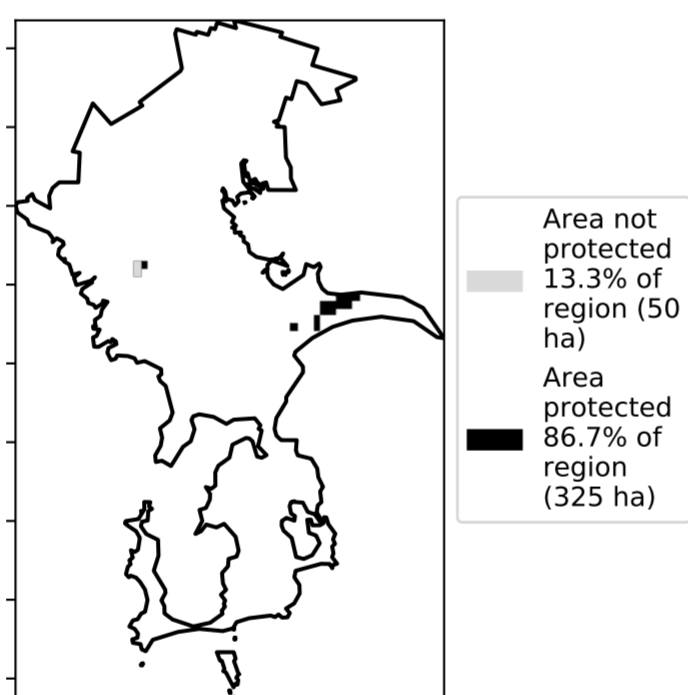 Area not
protected
13.3% of
region (50
ha)
Area
protected
86.7% of
region
(325 ha)